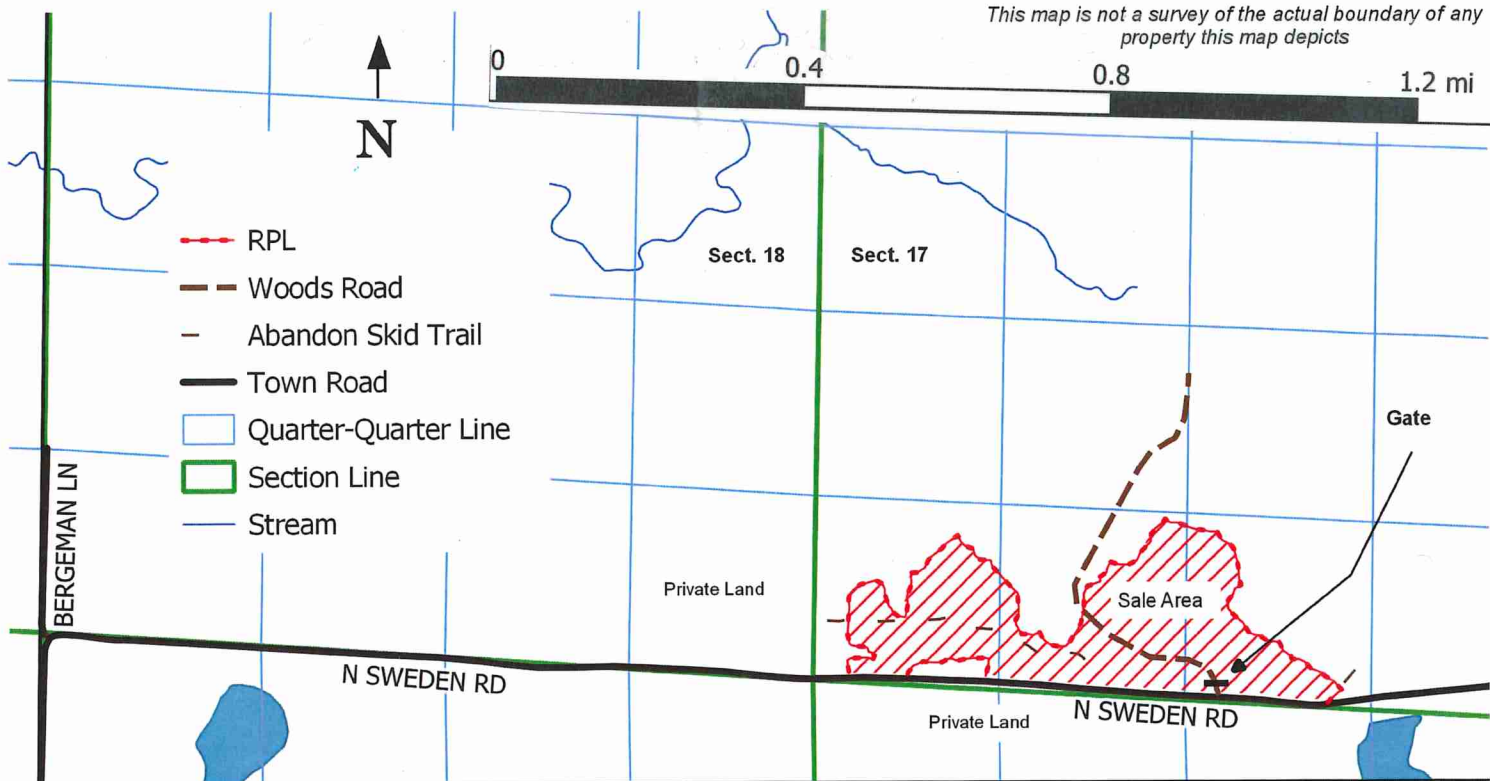 This map is not a survey of the actual boundary of any
property this map depicts
0
0.4
0.8
1.2 mi
N
RPL
Woods Road
Abandon Skid Trail
Town Road
Quarter-Quarter Line
Section Line
Stream
Sect. 18
Sect. 17
Gate
BERGEMAN LN
Private Land
Sale Area
N SWEDEN RD
Private Land
N SWEDEN RD